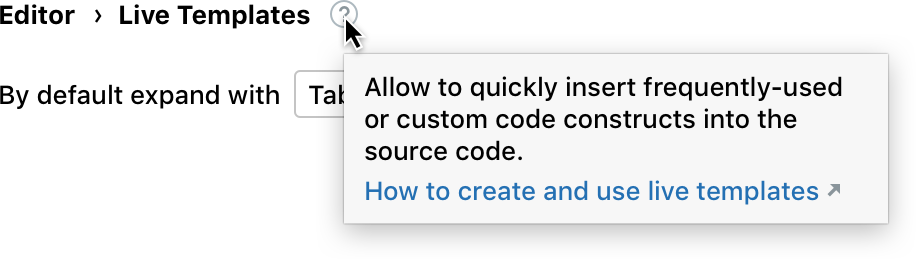 Editor › Live Templates ?
By default expand with Tab
Allow to quickly insert frequently-used
or custom code constructs into the
source code.
How to create and use live templates ↗